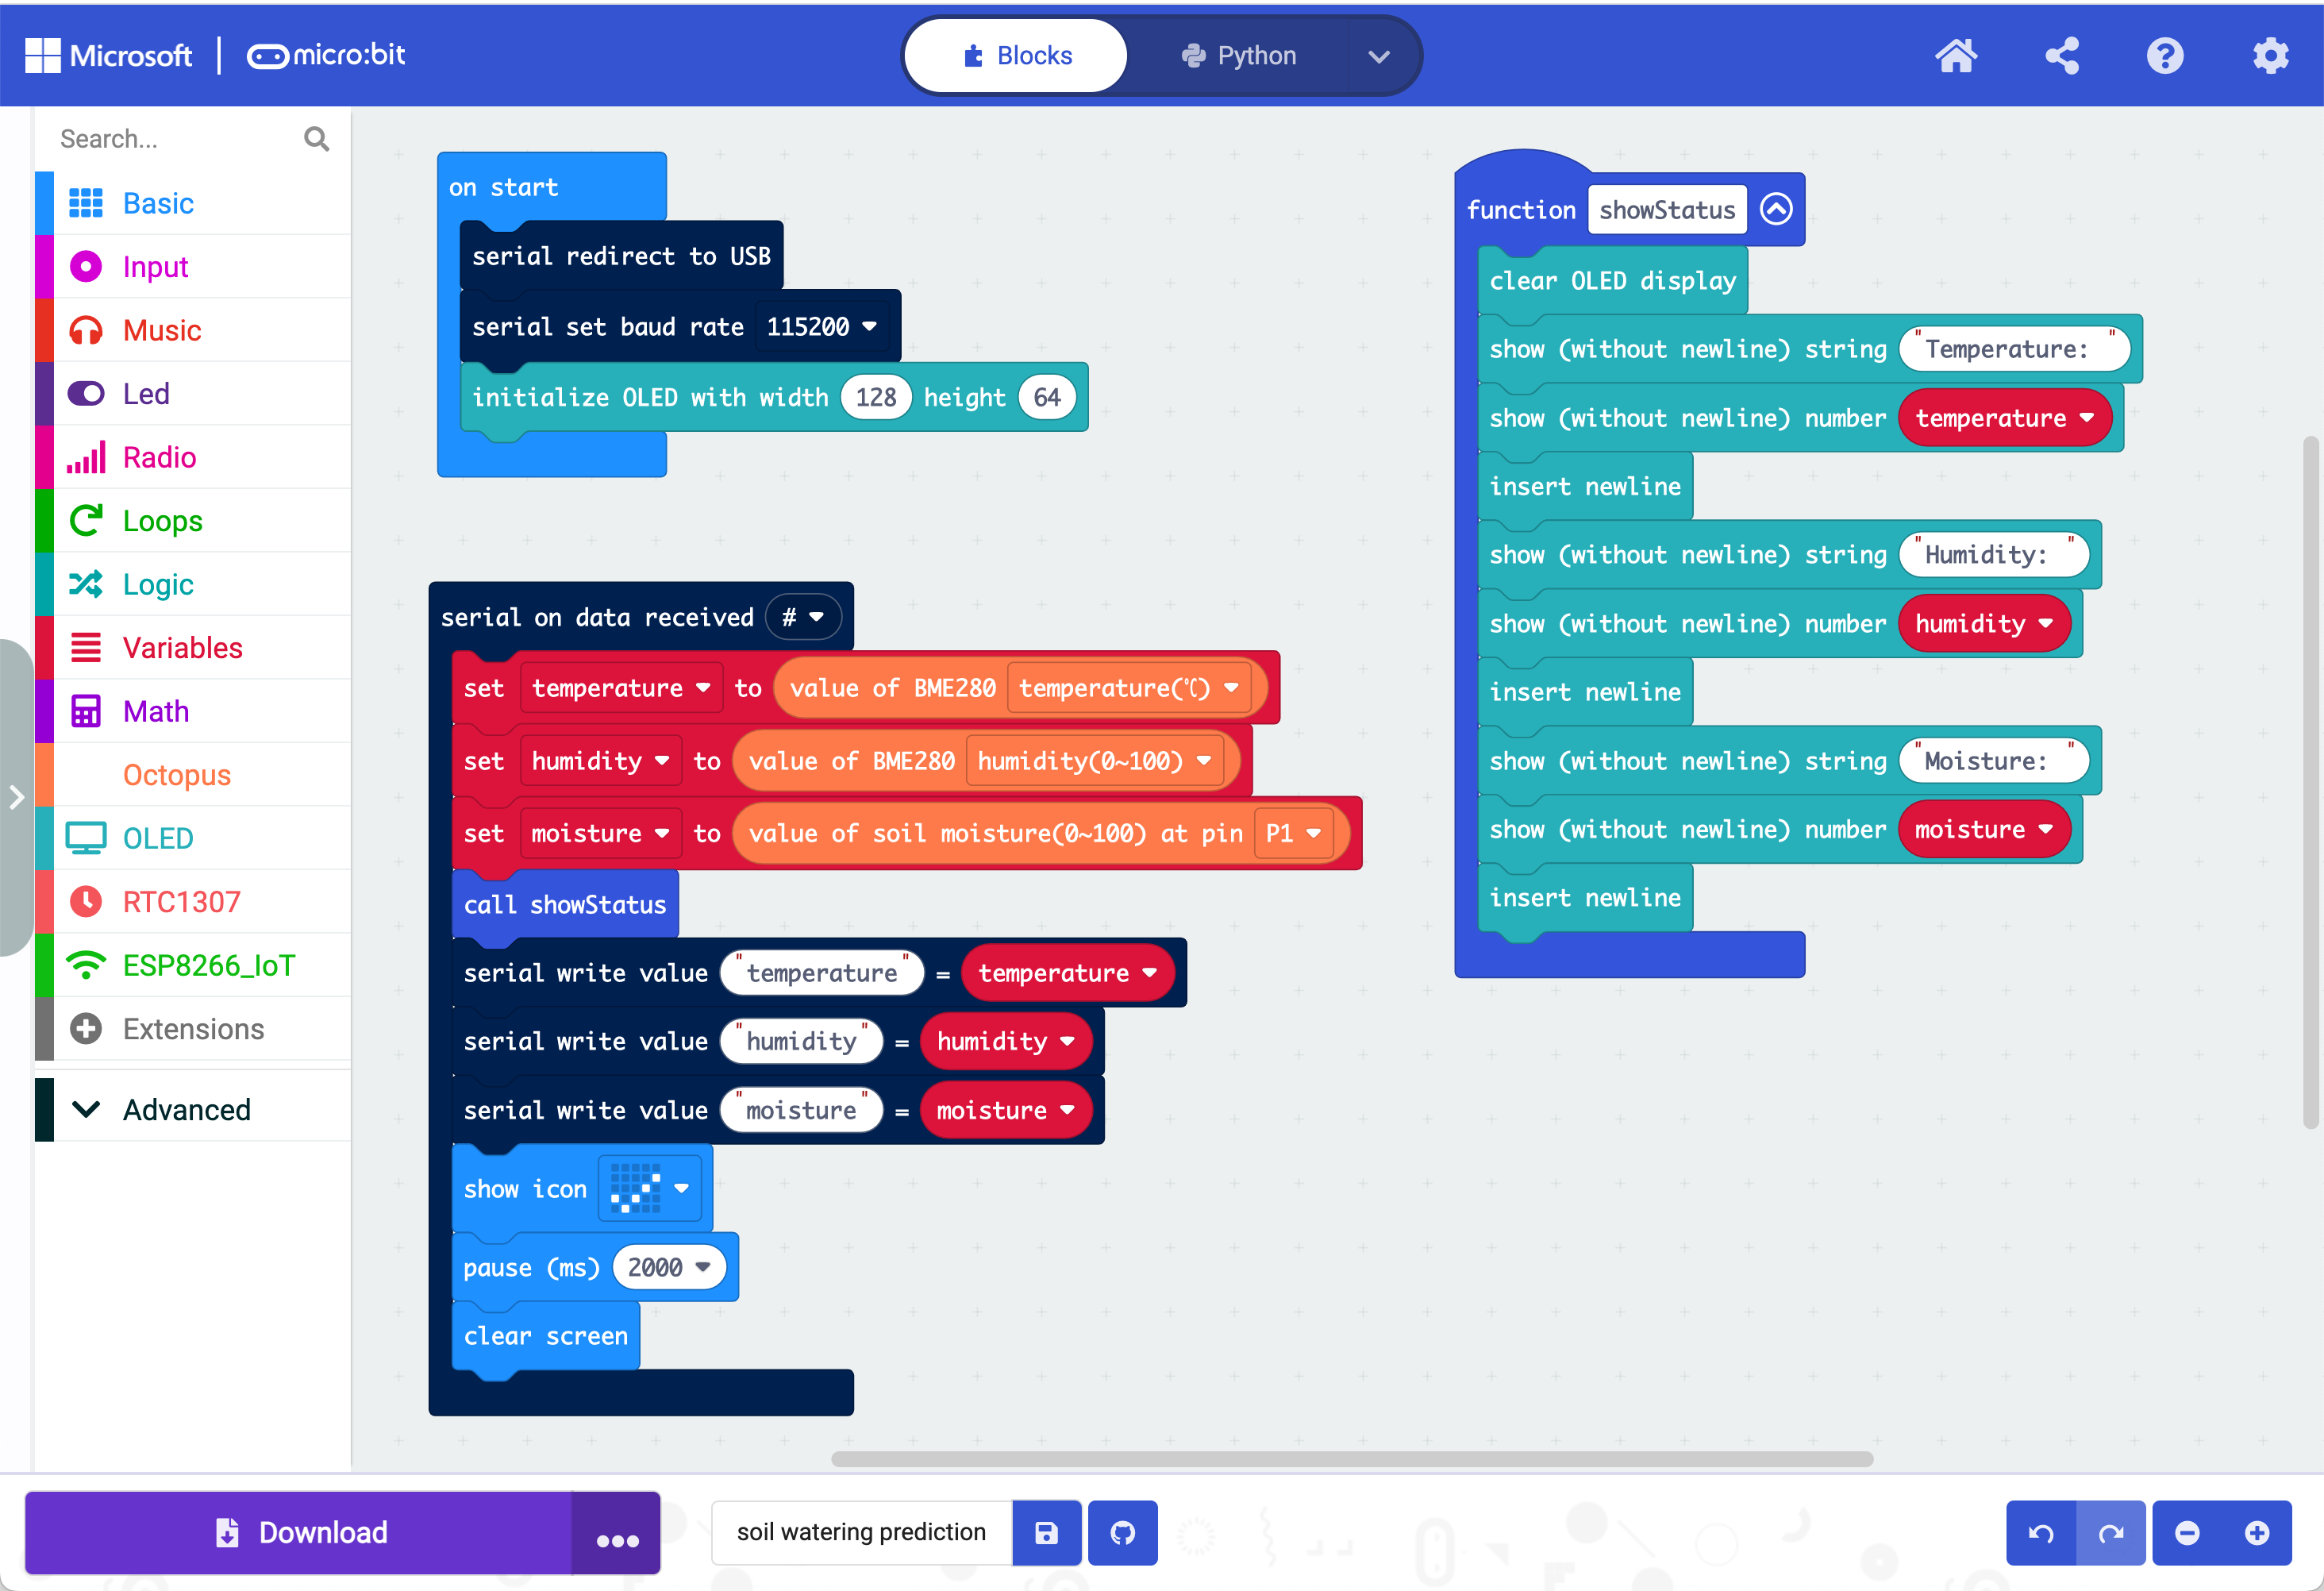 Microsoft | micro:bit
Blocks
Python
Search...
Basic
Input
Music
Led
Radio
Loops
Logic
Variables
Math
Octopus
OLED
RTC1307
ESP8266_IoT
Extensions
Advanced
on start
serial redirect to USB
serial set baud rate 115200
initialize OLED with width 128 height 64
serial on data received #
set temperature to value of BME280 temperature(℃)
set humidity to value of BME280 humidity(0~100)
set moisture to value of soil moisture(0~100) at pin P1
call showStatus
serial write value "temperature" = temperature
serial write value "humidity" = humidity
serial write value "moisture" = moisture
show icon
pause (ms) 2000
clear screen
function showStatus
clear OLED display
show (without newline) string "Temperature: "
show (without newline) number temperature
insert newline
show (without newline) string "Humidity: "
show (without newline) number humidity
insert newline
show (without newline) string "Moisture: "
show (without newline) number moisture
insert newline
Download
soil watering prediction